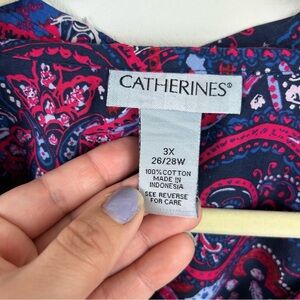 CATHERINES®
3X
26/28W
100% COTTON
MADE IN
INDONESIA
SEE REVERSE
FOR CARE